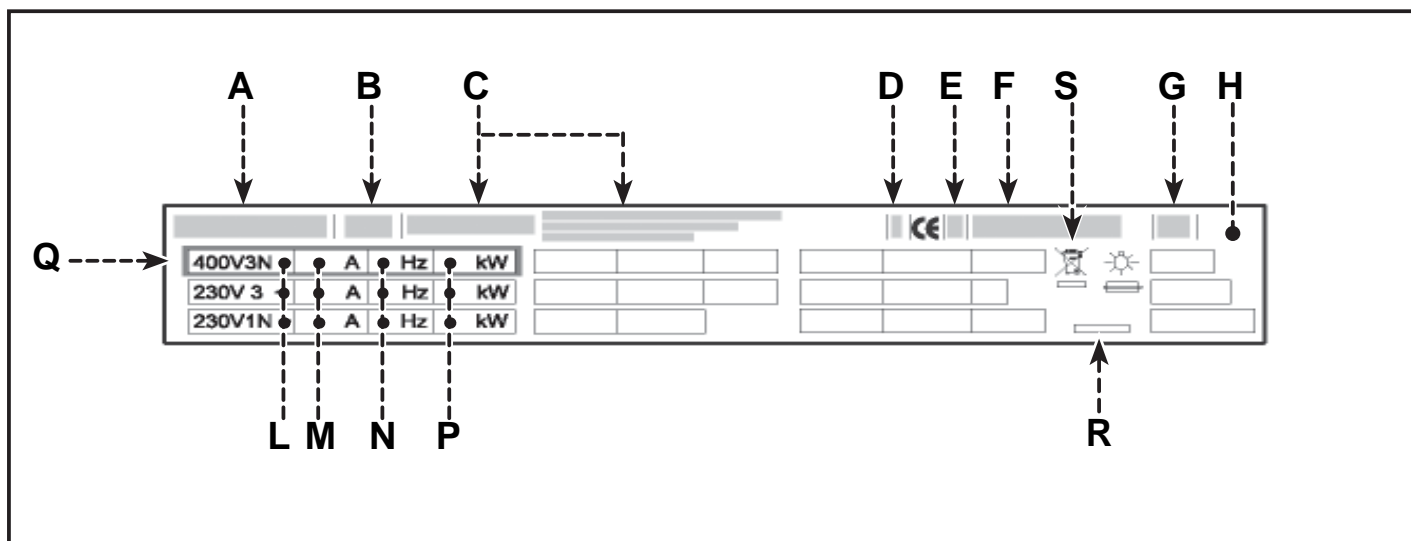 A B C D E F S G H
CE
Q 400V3N A Hz kW
230V 3 A Hz kW
230V1N A Hz kW
L M N P R